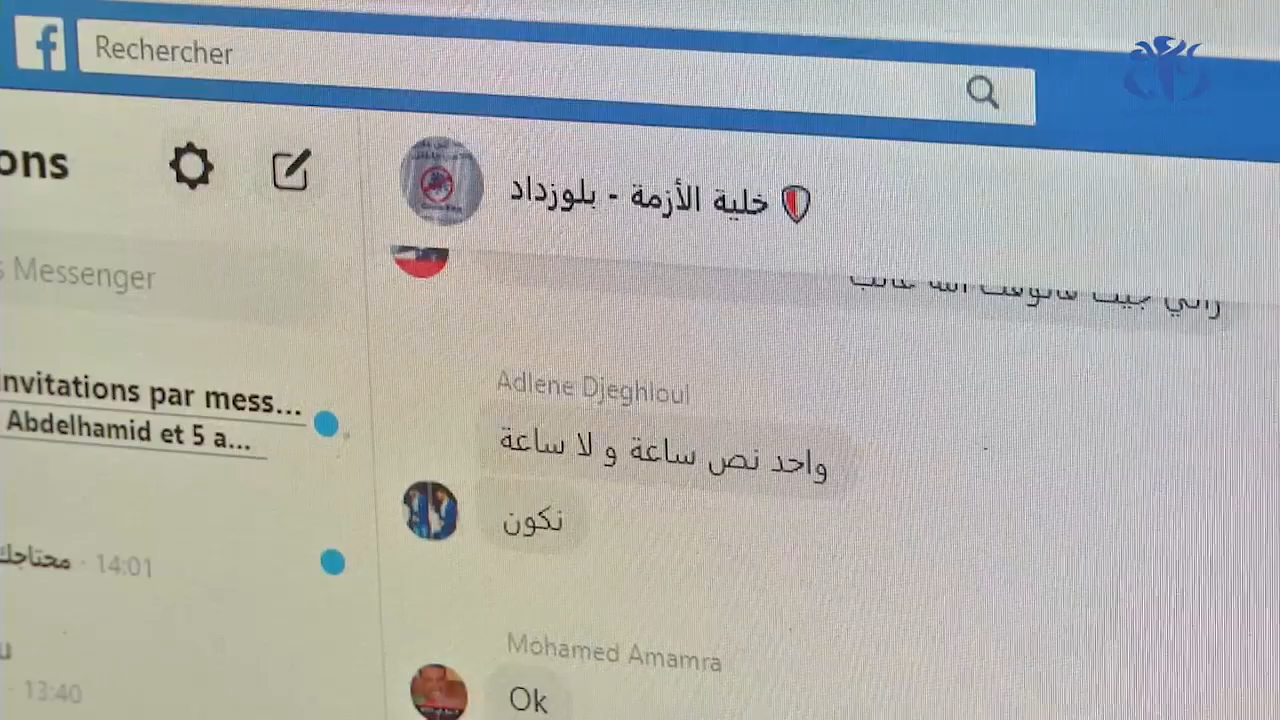 Rechercher
ons
خلية الأزمة - بلوزداد
s Messenger
Adlene Djeghloul
واحد نص ساعة و لا ساعة
نكون
Mohamed Amamra
Ok
invitations par mess...
Abdelhamid et 5 a...
محتاجك · 14:01
13:40